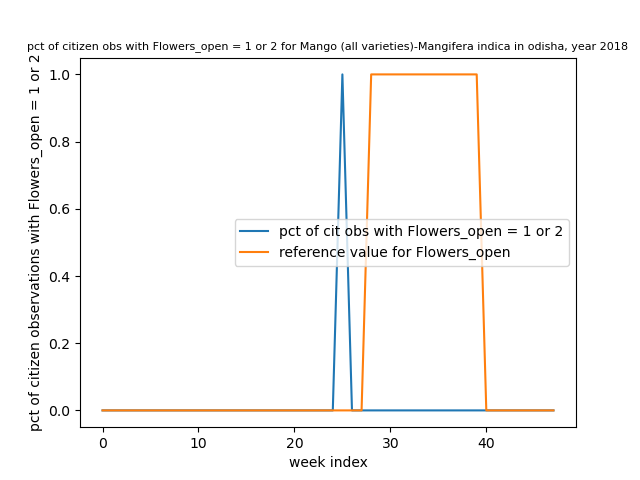 pct of citizen obs with Flowers_open = 1 or 2 for Mango (all varieties)-Mangifera indica in odisha, year 2018
pct of citizen observations with Flowers_open = 1 or 2
1.0
0.8
0.6
0.4
0.2
0.0
pct of cit obs with Flowers_open = 1 or 2
reference value for Flowers_open
0 10 20 30 40
week index